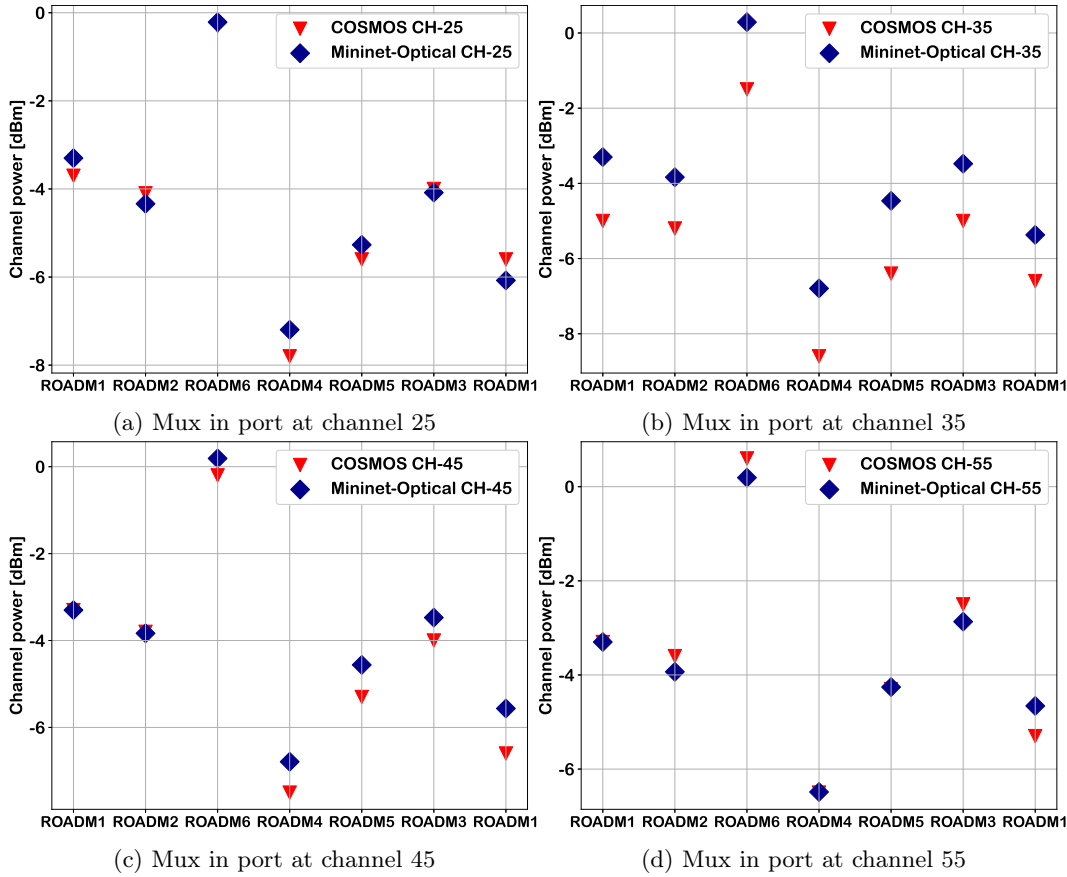 COSMOS CH-25
Mininet-Optical CH-25
Channel power [dBm]
0
-2
-4
-6
-8
ROADM1 ROADM2 ROADM6 ROADM4 ROADM5 ROADM3 ROADM1
(a) Mux in port at channel 25
COSMOS CH-35
Mininet-Optical CH-35
Channel power [dBm]
0
-2
-4
-6
-8
ROADM1 ROADM2 ROADM6 ROADM4 ROADM5 ROADM3 ROADM1
(b) Mux in port at channel 35
COSMOS CH-45
Mininet-Optical CH-45
Channel power [dBm]
0
-2
-4
-6
ROADM1 ROADM2 ROADM6 ROADM4 ROADM5 ROADM3 ROADM1
(c) Mux in port at channel 45
COSMOS CH-55
Mininet-Optical CH-55
Channel power [dBm]
0
-2
-4
-6
ROADM1 ROADM2 ROADM6 ROADM4 ROADM5 ROADM3 ROADM1
(d) Mux in port at channel 55